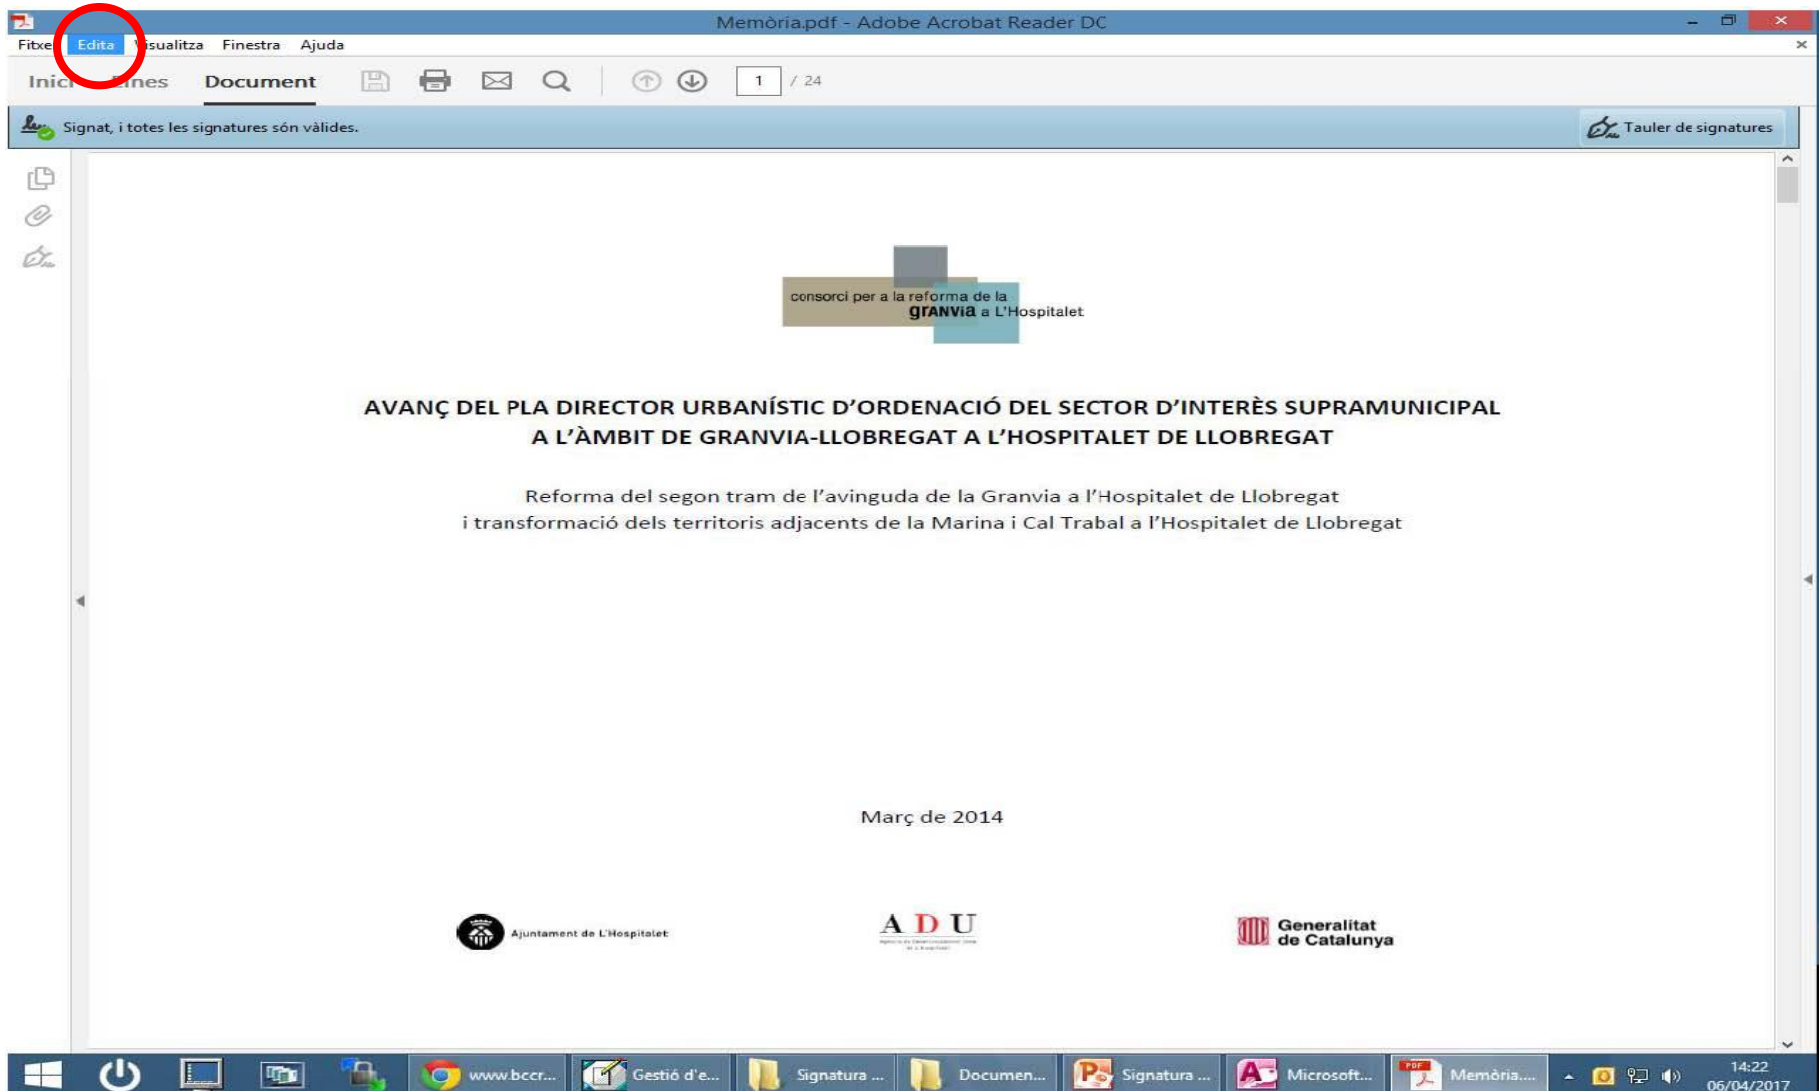 Memòria.pdf - Adobe Acrobat Reader DC
Fitxe Edita Visualitza Finestra Ajuda
Inici Eines Document 1 / 24
Signat, i totes les signatures són vàlides. Tauler de signatures
consorci per a la reforma de la
granvia a L'Hospitalet
AVANÇ DEL PLA DIRECTOR URBANÍSTIC D'ORDENACIÓ DEL SECTOR D'INTERÈS SUPRAMUNICIPAL
A L'ÀMBIT DE GRANVIA-LLOBREGAT A L'HOSPITALET DE LLOBREGAT
Reforma del segon tram de l'avinguda de la Granvia a l'Hospitalet de Llobregat
i transformació dels territoris adjacents de la Marina i Cal Trabal a l'Hospitalet de Llobregat
Març de 2014
Ajuntament de L'Hospitalet
ADU
Generalitat
de Catalunya
www.bccr... Gestió d'e... Signatura ... Documen... Signatura ... Microsoft... Memòria.... 14:22
06/04/2017